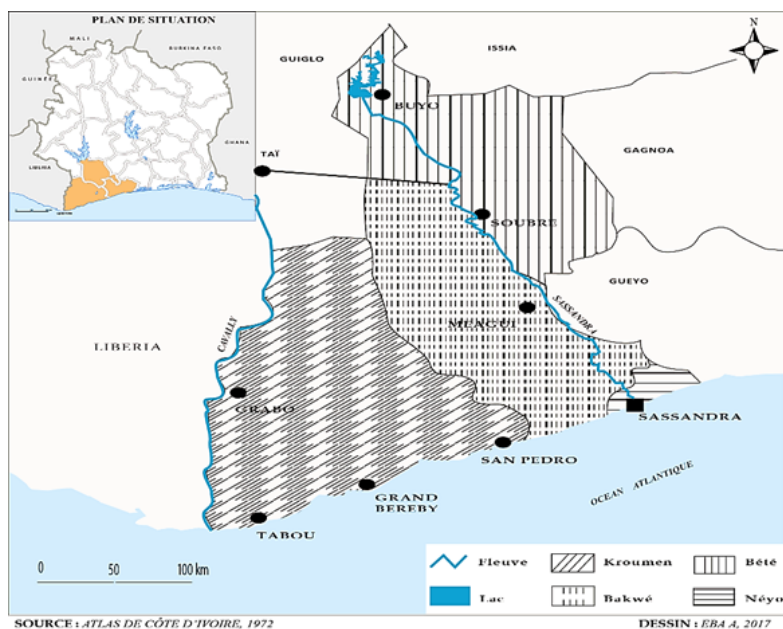 PLAN DE SITUATION
MALI
BURKINA FASO
GUINÉE
GHANA
LIBERIA
N
GUIGLO
ISSIA
BUYO
GAGNOA
TAÏ
SOUBRE
GUEYO
SASSANDRA
MEAGUI
CAVALLY
LIBERIA
GRABO
SASSANDRA
SAN PEDRO
OCEAN ATLANTIQUE
GRAND
BEREBY
TABOU
0 50 100 km
Fleuve
Kroumen
Bété
Lac
Bakwé
Néyo
SOURCE : ATLAS DE CÔTE D'IVOIRE, 1972
DESSIN : EBA A, 2017